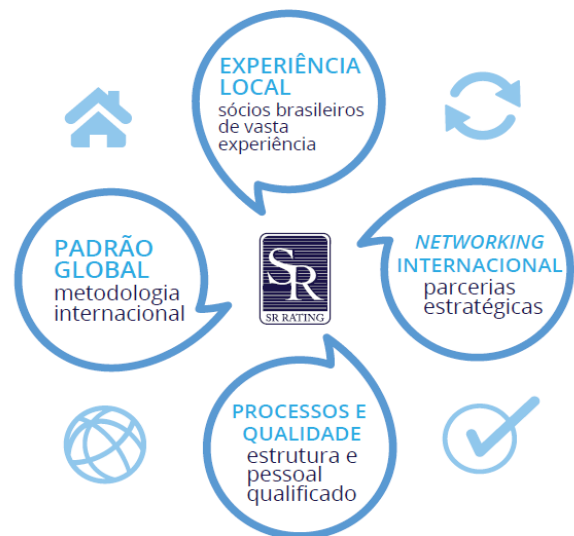 EXPERIÊNCIA
LOCAL
sócios brasileiros
de vasta
experiência
PADRÃO
GLOBAL
metodologia
internacional
SR
SR RATING
NETWORKING
INTERNACIONAL
parcerias
estratégicas
PROCESSOS E
QUALIDADE
estrutura e
pessoal
qualificado